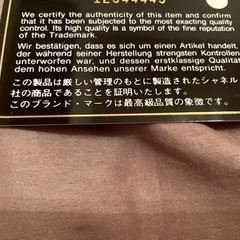 We certify the authenticity of this item and confirm
that it has been subjected to the most exacting quality
control. Its high quality is a symbol of the fine reputation
of the Trademark.
Wir bestätigen, dass es sich um einen Artikel handelt,
der während seiner Herstellung strengsten Kontrollen
unterworfen war, und dessen erstklassige Qualität
dem hohen Ansehen unserer Marke entspricht.
この製品は厳しい管理のもとに製造されたシャネル
社の商品であることを証明いたします。
このブランド・マークは最高級品質の象徴です。